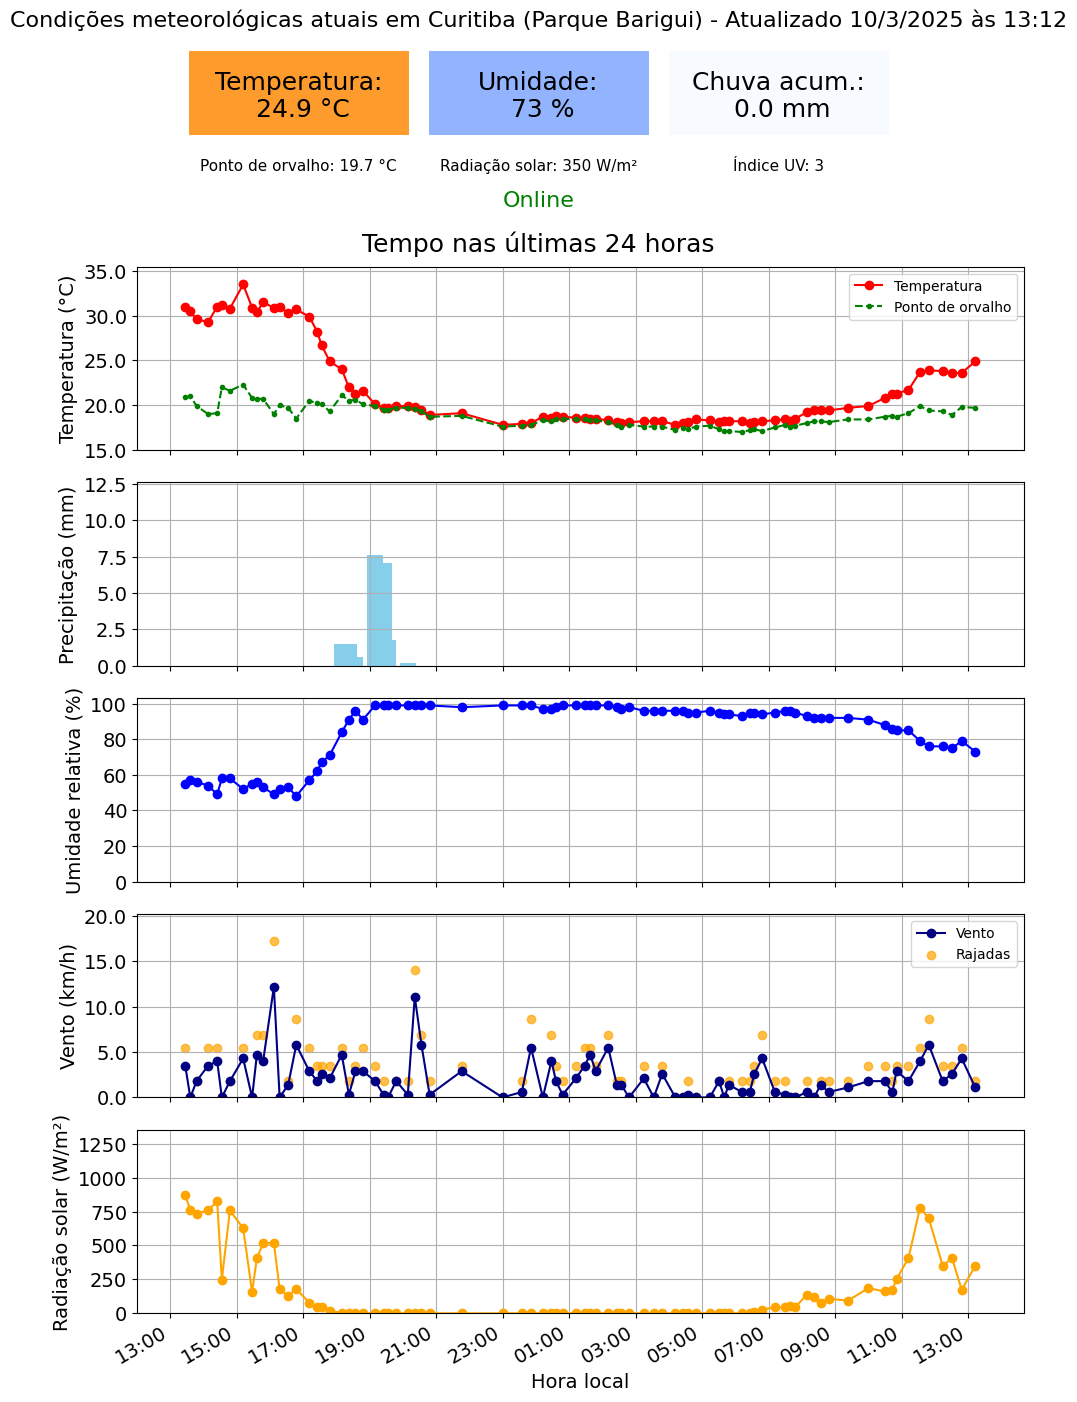 Condições meteorológicas atuais em Curitiba (Parque Barigui) - Atualizado 10/3/2025 às 13:12
Temperatura:
24.9 °C
Umidade:
73 %
Chuva acum.:
0.0 mm
Ponto de orvalho: 19.7 °C
Radiação solar: 350 W/m²
Índice UV: 3
Online
Tempo nas últimas 24 horas
Temperatura (°C)
35.0
30.0
25.0
20.0
15.0
Temperatura
Ponto de orvalho
Precipitação (mm)
12.5
10.0
7.5
5.0
2.5
0.0
Umidade relativa (%)
100
80
60
40
20
0
Vento (km/h)
20.0
15.0
10.0
5.0
0.0
Vento
Rajadas
Radiação solar (W/m²)
1250
1000
750
500
250
0
13:00 15:00 17:00 19:00 21:00 23:00 01:00 03:00 05:00 07:00 09:00 11:00 13:00
Hora local